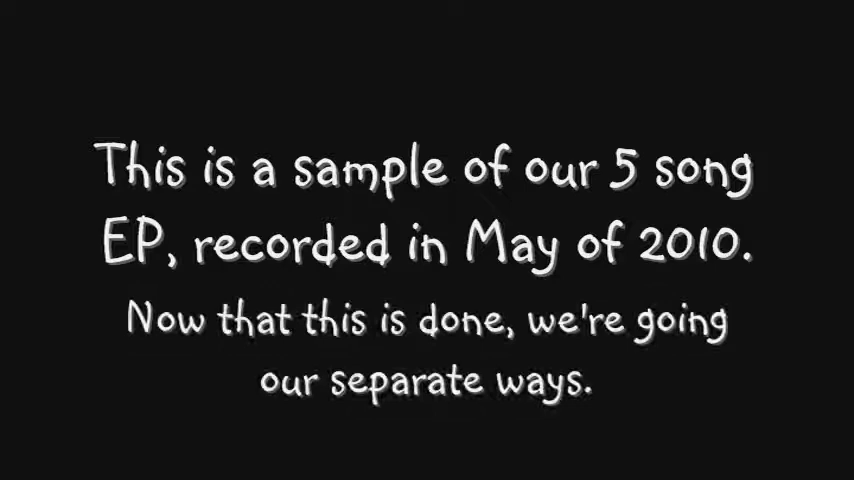 This is a sample of our 5 song
EP, recorded in May of 2010.
Now that this is done, we're going
our separate ways.